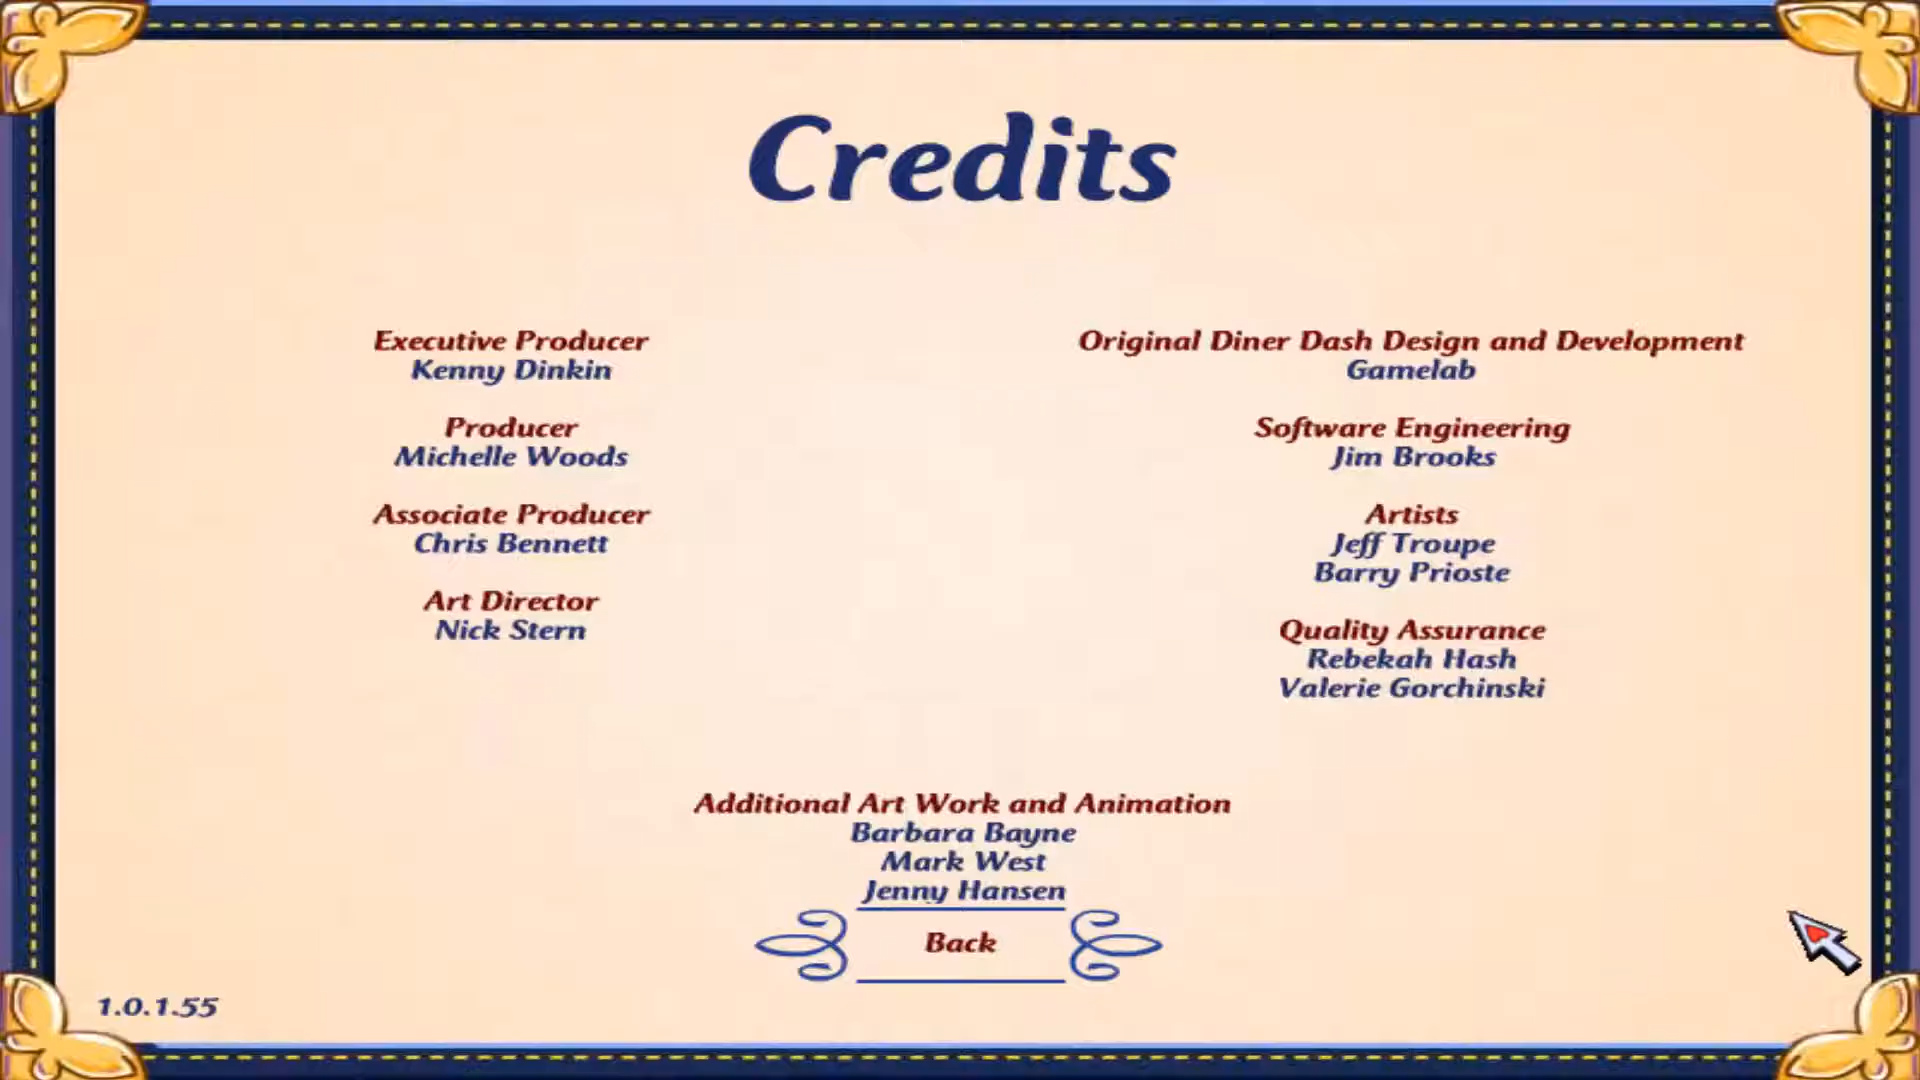 Credits
Executive Producer
Kenny Dinkin
Producer
Michelle Woods
Associate Producer
Chris Bennett
Art Director
Nick Stern
Original Diner Dash Design and Development
Gamelab
Software Engineering
Jim Brooks
Artists
Jeff Troupe
Barry Prioste
Quality Assurance
Rebekah Hash
Valerie Gorchinski
Additional Art Work and Animation
Barbara Bayne
Mark West
Jenny Hansen
Back
1.0.1.55